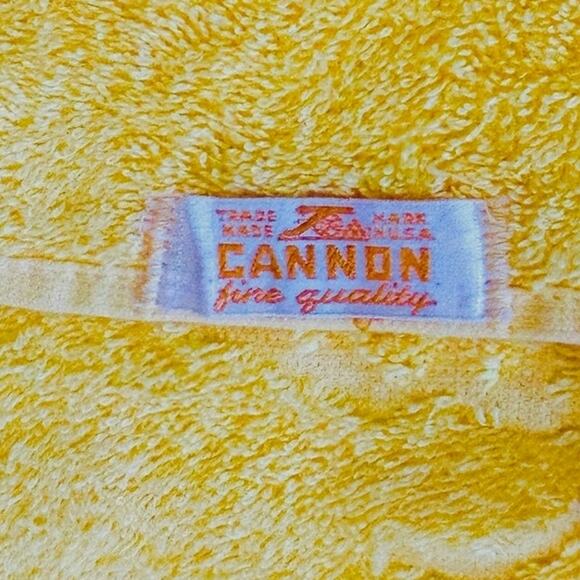 TRADE MARK
MADE IN U.S.A.
CANNON
fine quality